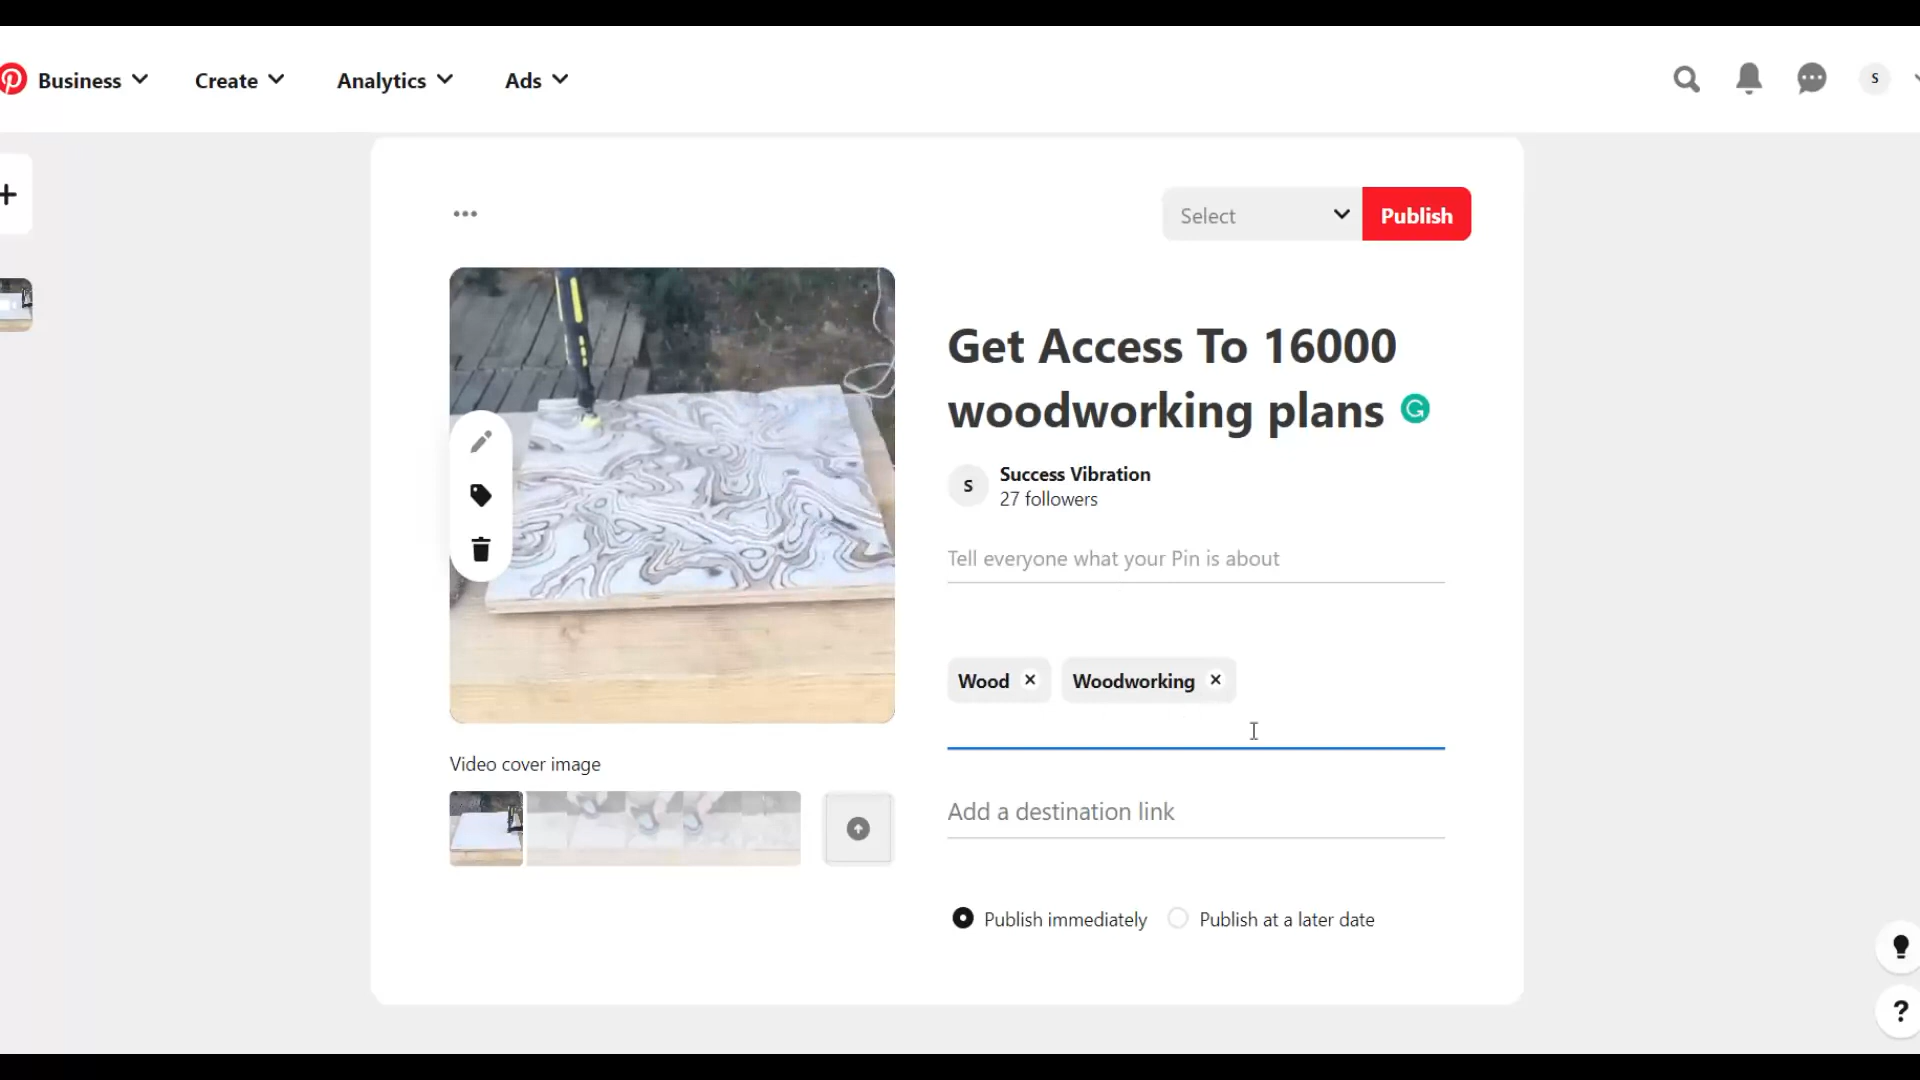 Business
Create
Analytics
Ads
S
Select
Publish
Get Access To 16000
woodworking plans
S
Success Vibration
27 followers
Tell everyone what your Pin is about
Wood
Woodworking
Video cover image
Add a destination link
Publish immediately
Publish at a later date
?